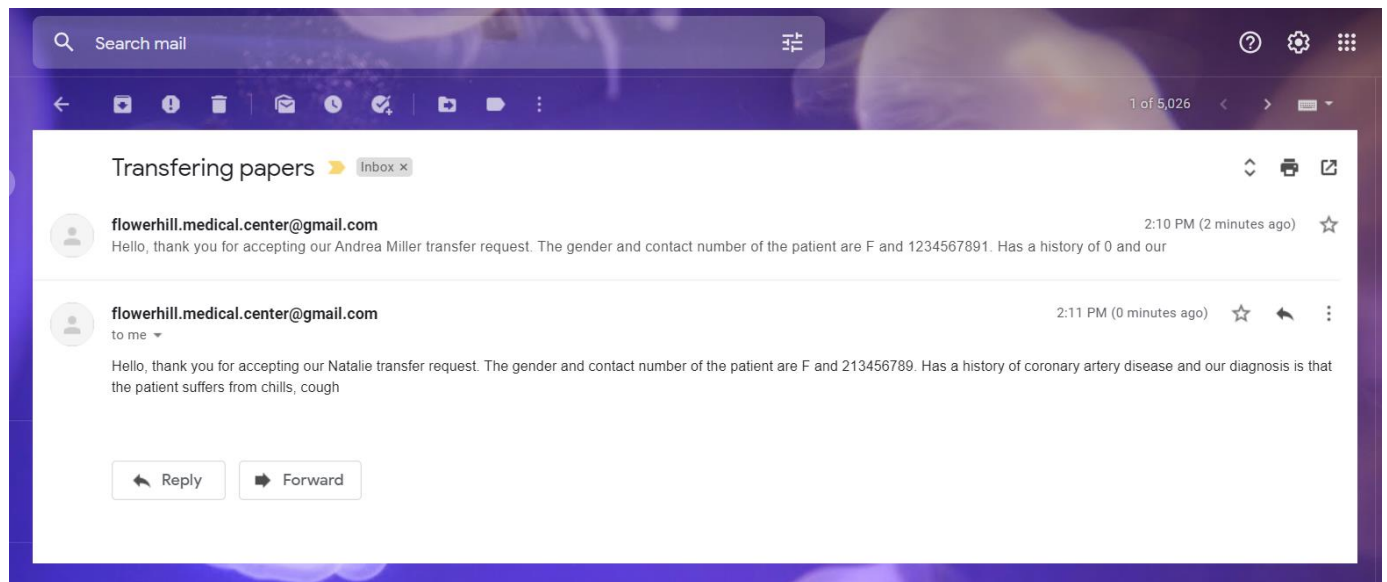 Search mail
1 of 5,026
Transfering papers Inbox ×
flowerhill.medical.center@gmail.com 2:10 PM (2 minutes ago)
Hello, thank you for accepting our Andrea Miller transfer request. The gender and contact number of the patient are F and 1234567891. Has a history of 0 and our
flowerhill.medical.center@gmail.com 2:11 PM (0 minutes ago)
to me
Hello, thank you for accepting our Natalie transfer request. The gender and contact number of the patient are F and 213456789. Has a history of coronary artery disease and our diagnosis is that
the patient suffers from chills, cough
Reply Forward